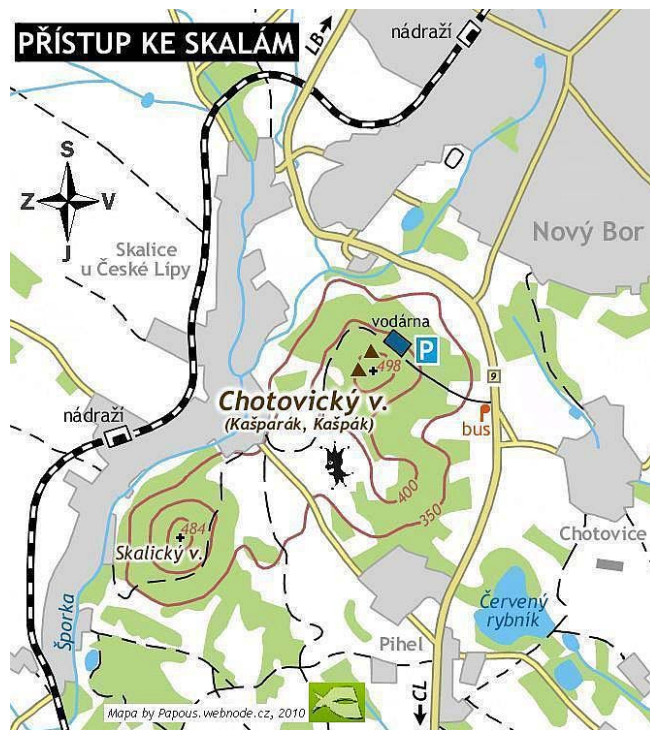 PŘÍSTUP KE SKALÁM
LB
nádraží
S
Z V
J
Skalice
u České Lípy
Nový Bor
vodárna
P
498
9
Chotovický v.
(Kašparák, Kašpák)
bus
nádraží
400
350
484
Skalický v.
Chotovice
Šporka
Červený
rybník
Pihel
CL
Mapa by Papous.webnode.cz, 2010